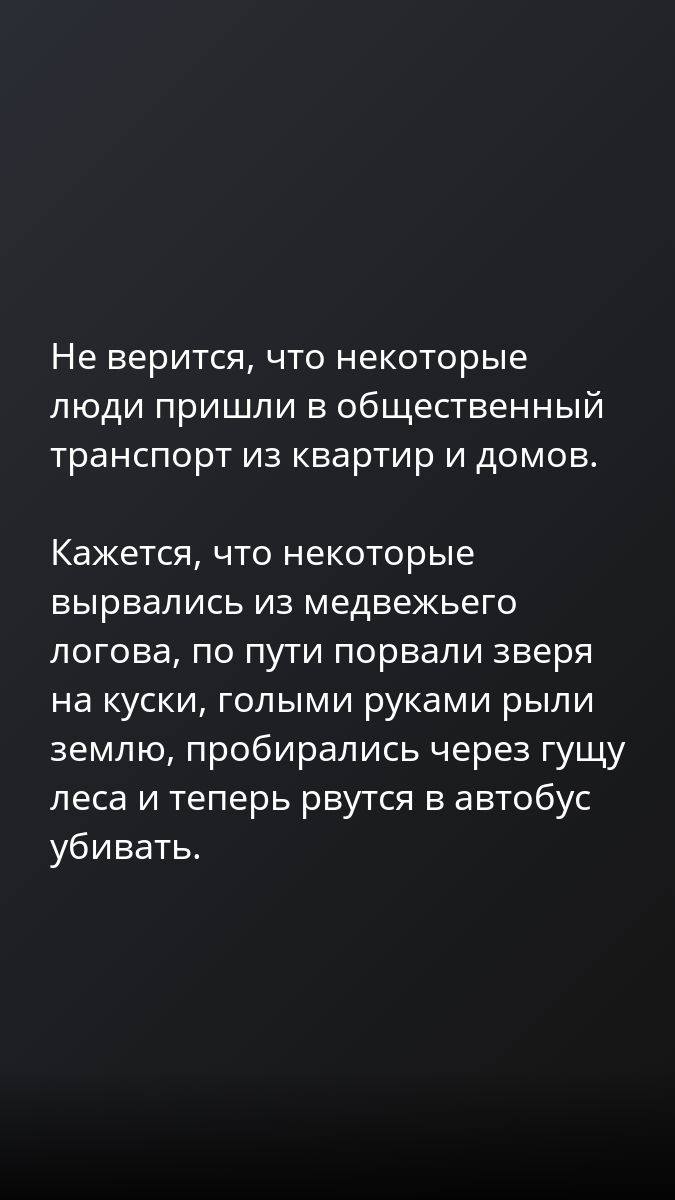 Не верится, что некоторые
люди пришли в общественный
транспорт из квартир и домов.
Кажется, что некоторые
вырвались из медвежьего
логова, по пути порвали зверя
на куски, голыми руками рыли
землю, пробирались через гущу
леса и теперь рвутся в автобус
убивать.